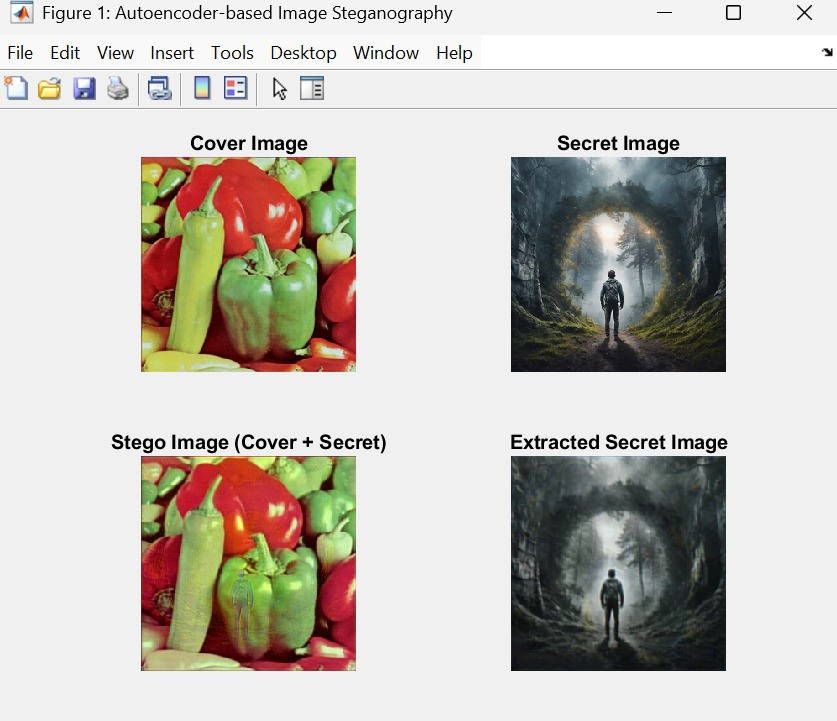 Figure 1: Autoencoder-based Image Steganography
File Edit View Insert Tools Desktop Window Help
Cover Image
Secret Image
Stego Image (Cover + Secret)
Extracted Secret Image